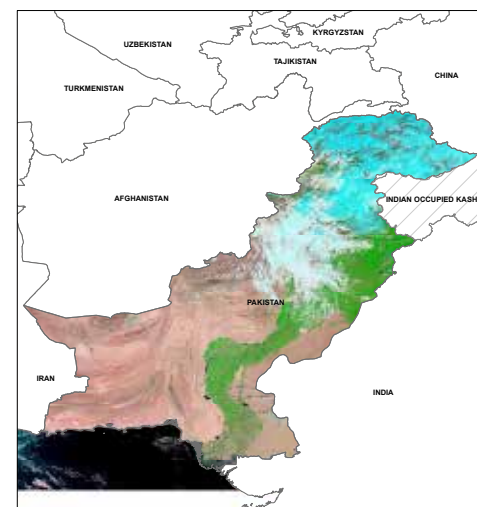 KYRGYZSTAN
UZBEKISTAN
TAJIKISTAN
CHINA
TURKMENISTAN
AFGHANISTAN
INDIAN OCCUPIED KASH
PAKISTAN
IRAN
INDIA